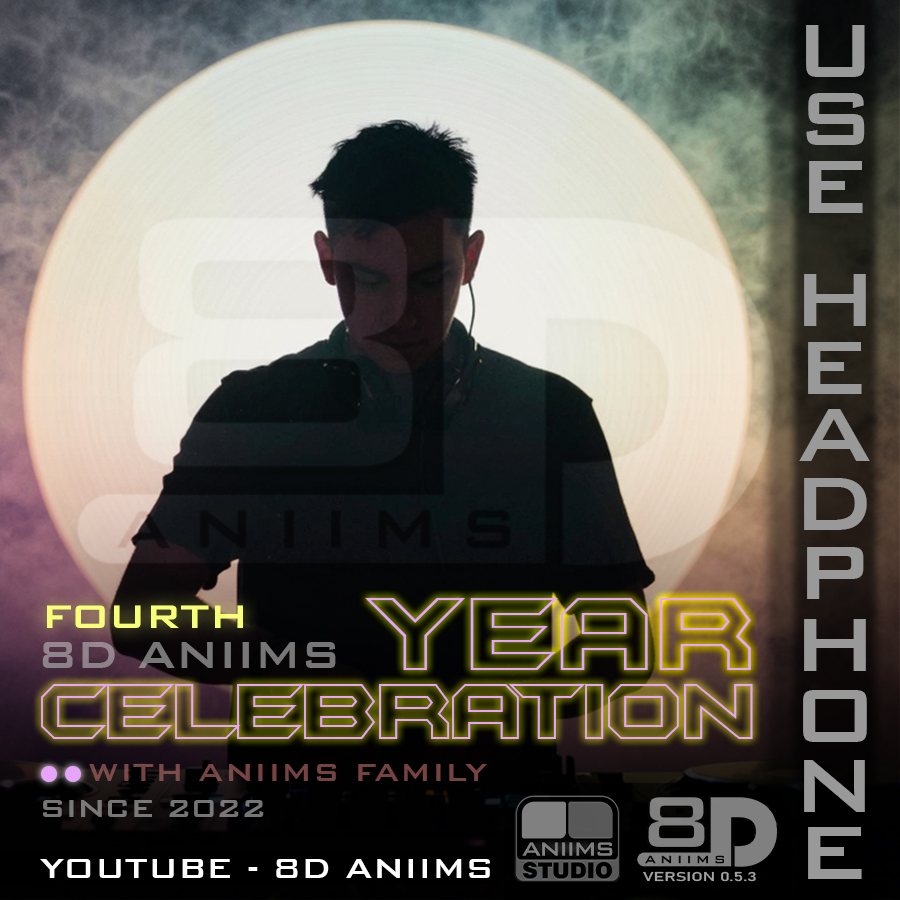 USE HEADPHONE
8D
ANIIMS
FOURTH
8D ANIIMS
YEAR
CELEBRATION
WITH ANIIMS FAMILY
SINCE 2022
YOUTUBE - 8D ANIIMS
ANIIMS
STUDIO
8D
ANIIMS
VERSION 0.5.3